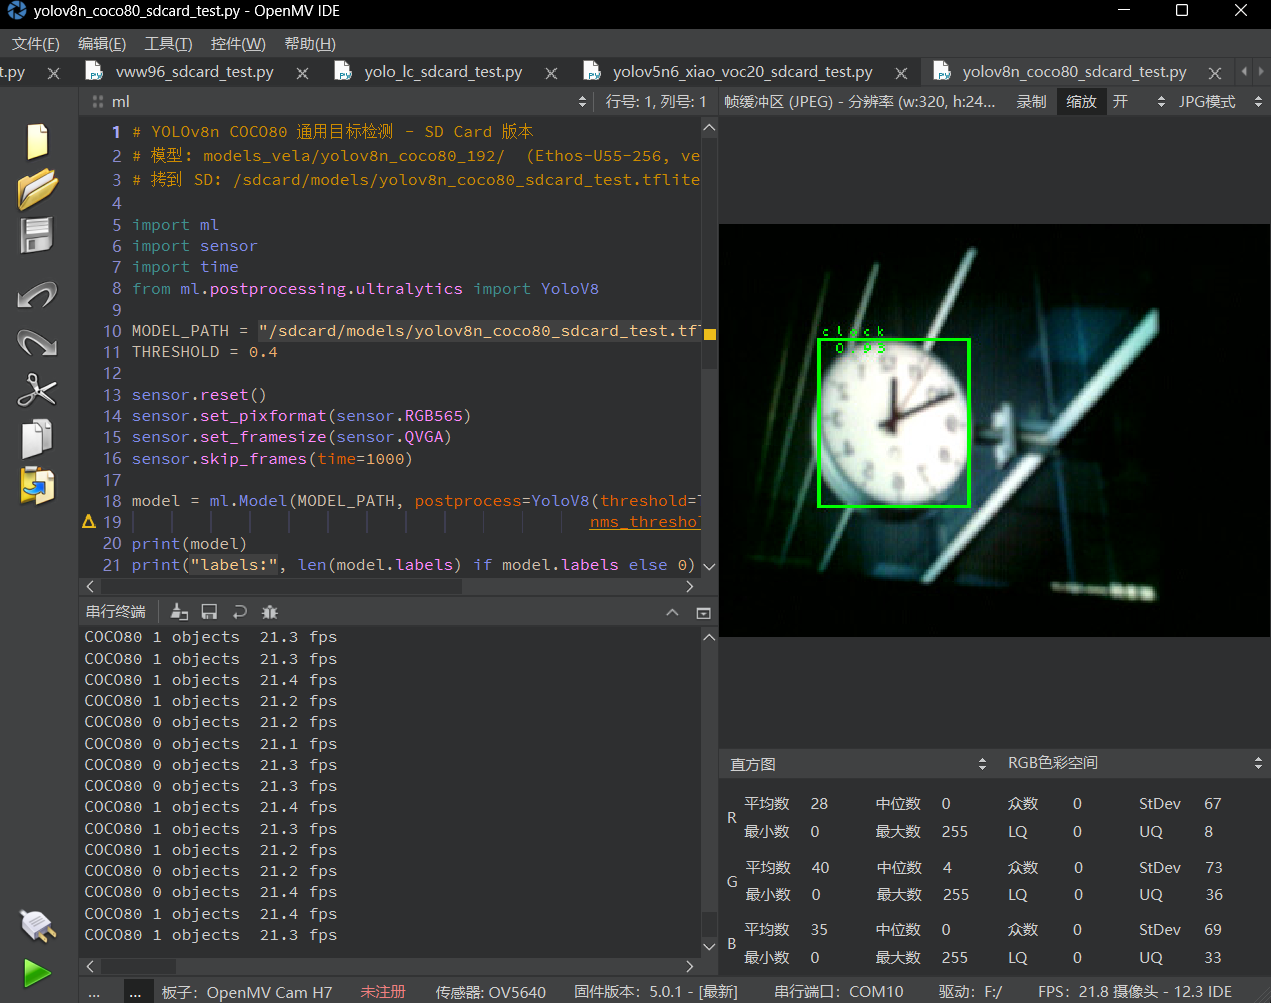 yolov8n_coco80_sdcard_test.py - OpenMV IDE
文件(F) 编辑(E) 工具(T) 控件(W) 帮助(H)
t.py vww96_sdcard_test.py yolo_lc_sdcard_test.py yolov5n6_xiao_voc20_sdcard_test.py yolov8n_coco80_sdcard_test.py
ml 行号: 1, 列号: 1 帧缓冲区 (JPEG) - 分辨率 (w:320, h:24... 录制 缩放 开 JPG模式
1 # YOLOv8n COCO80 通用目标检测 - SD Card 版本
2 # 模型: models_vela/yolov8n_coco80_192/  (Ethos-U55-256, ve
3 # 拷到 SD: /sdcard/models/yolov8n_coco80_sdcard_test.tflite
4
5 import ml
6 import sensor
7 import time
8 from ml.postprocessing.ultralytics import YoloV8
9
10 MODEL_PATH = "/sdcard/models/yolov8n_coco80_sdcard_test.tfl
11 THRESHOLD = 0.4
12
13 sensor.reset()
14 sensor.set_pixformat(sensor.RGB565)
15 sensor.set_framesize(sensor.QVGA)
16 sensor.skip_frames(time=1000)
17
18 model = ml.Model(MODEL_PATH, postprocess=YoloV8(threshold=T
19 nms_threshol
20 print(model)
21 print("labels:", len(model.labels) if model.labels else 0)
clock
0.95
串行终端
COCO80 1 objects  21.3 fps
COCO80 1 objects  21.3 fps
COCO80 1 objects  21.4 fps
COCO80 1 objects  21.2 fps
COCO80 0 objects  21.2 fps
COCO80 0 objects  21.1 fps
COCO80 0 objects  21.3 fps
COCO80 0 objects  21.3 fps
COCO80 1 objects  21.4 fps
COCO80 1 objects  21.3 fps
COCO80 1 objects  21.2 fps
COCO80 0 objects  21.2 fps
COCO80 0 objects  21.4 fps
COCO80 1 objects  21.4 fps
COCO80 1 objects  21.3 fps
直方图 RGB色彩空间
R 平均数 28 中位数 0 众数 0 StDev 67
最小数 0 最大数 255 LQ 0 UQ 8
G 平均数 40 中位数 4 众数 0 StDev 73
最小数 0 最大数 255 LQ 0 UQ 36
B 平均数 35 中位数 0 众数 0 StDev 69
最小数 0 最大数 255 LQ 0 UQ 33
... ... 板子: OpenMV Cam H7 未注册 传感器: OV5640 固件版本: 5.0.1 - [最新] 串行端口: COM10 驱动: F:/ FPS: 21.8 摄像头 - 12.3 IDE